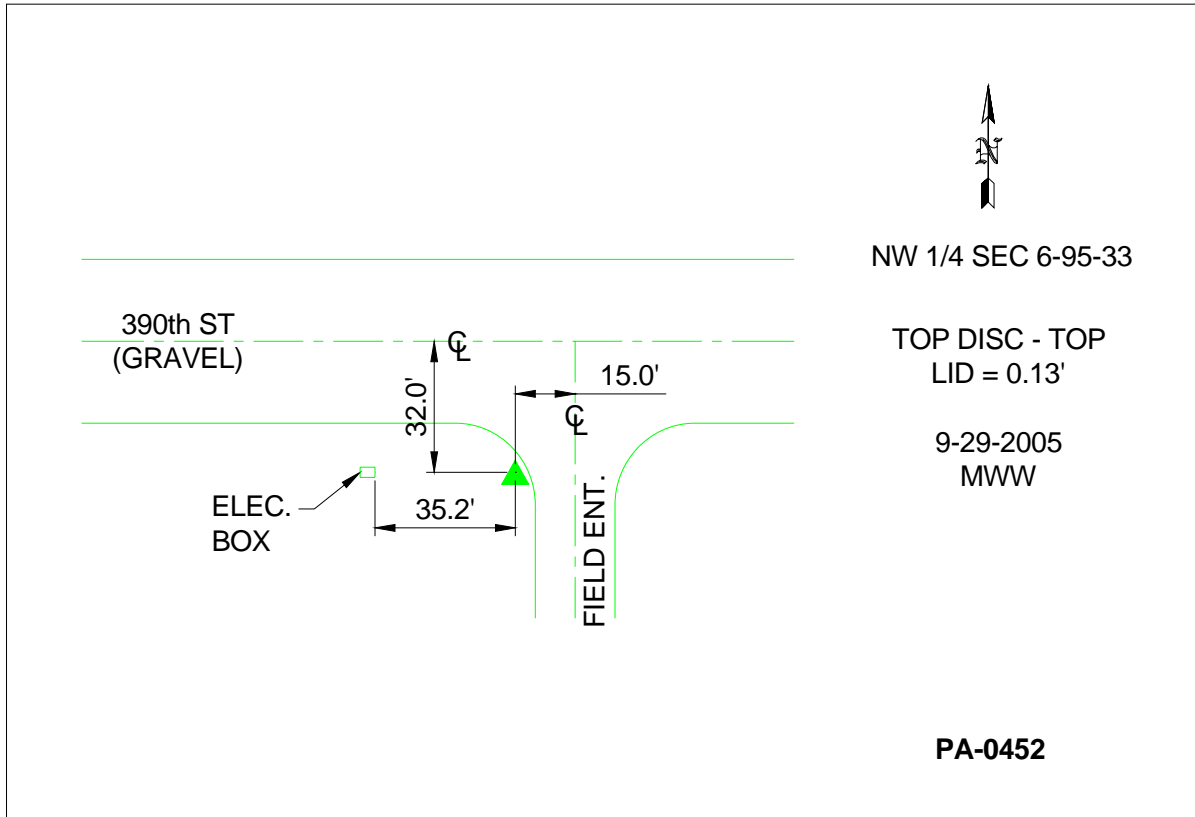 N
NW 1/4 SEC 6-95-33
390th ST
(GRAVEL)
℄
TOP DISC - TOP
LID = 0.13'
32.0'
15.0'
℄
9-29-2005
MWW
ELEC.
BOX
35.2'
FIELD ENT.
PA-0452